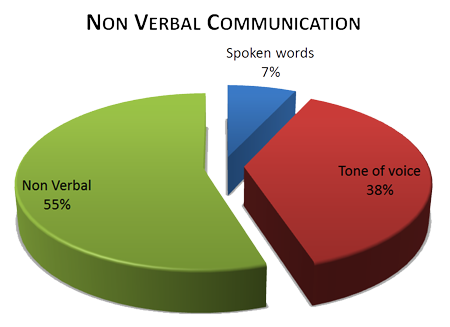 Non Verbal Communication
Spoken words
7%
Tone of voice
38%
Non Verbal
55%